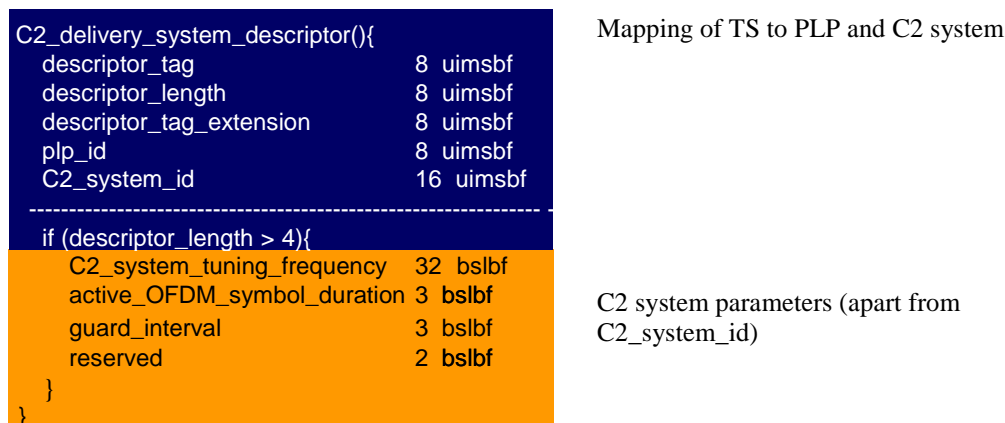 C2_delivery_system_descriptor(){
descriptor_tag 8 uimsbf
descriptor_length 8 uimsbf
descriptor_tag_extension 8 uimsbf
plp_id 8 uimsbf
C2_system_id 16 uimsbf
----------------------------------------------------------------- -
if (descriptor_length > 4){
C2_system_tuning_frequency 32 bslbf
active_OFDM_symbol_duration 3 bslbf
guard_interval 3 bslbf
reserved 2 bslbf
}
}
Mapping of TS to PLP and C2 system
C2 system parameters (apart from
C2_system_id)